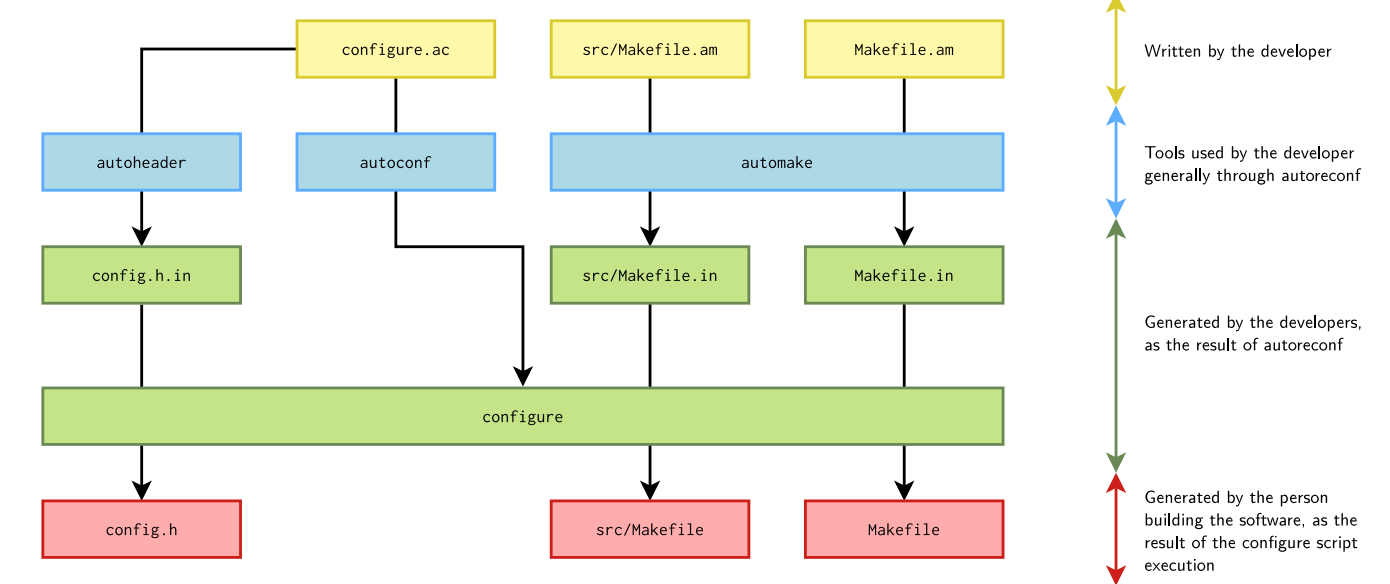 configure.ac
src/Makefile.am
Makefile.am
Written by the developer
autoheader
autoconf
automake
Tools used by the developer
generally through autoreconf
config.h.in
src/Makefile.in
Makefile.in
Generated by the developers,
as the result of autoreconf
configure
config.h
src/Makefile
Makefile
Generated by the person
building the software, as the
result of the configure script
execution